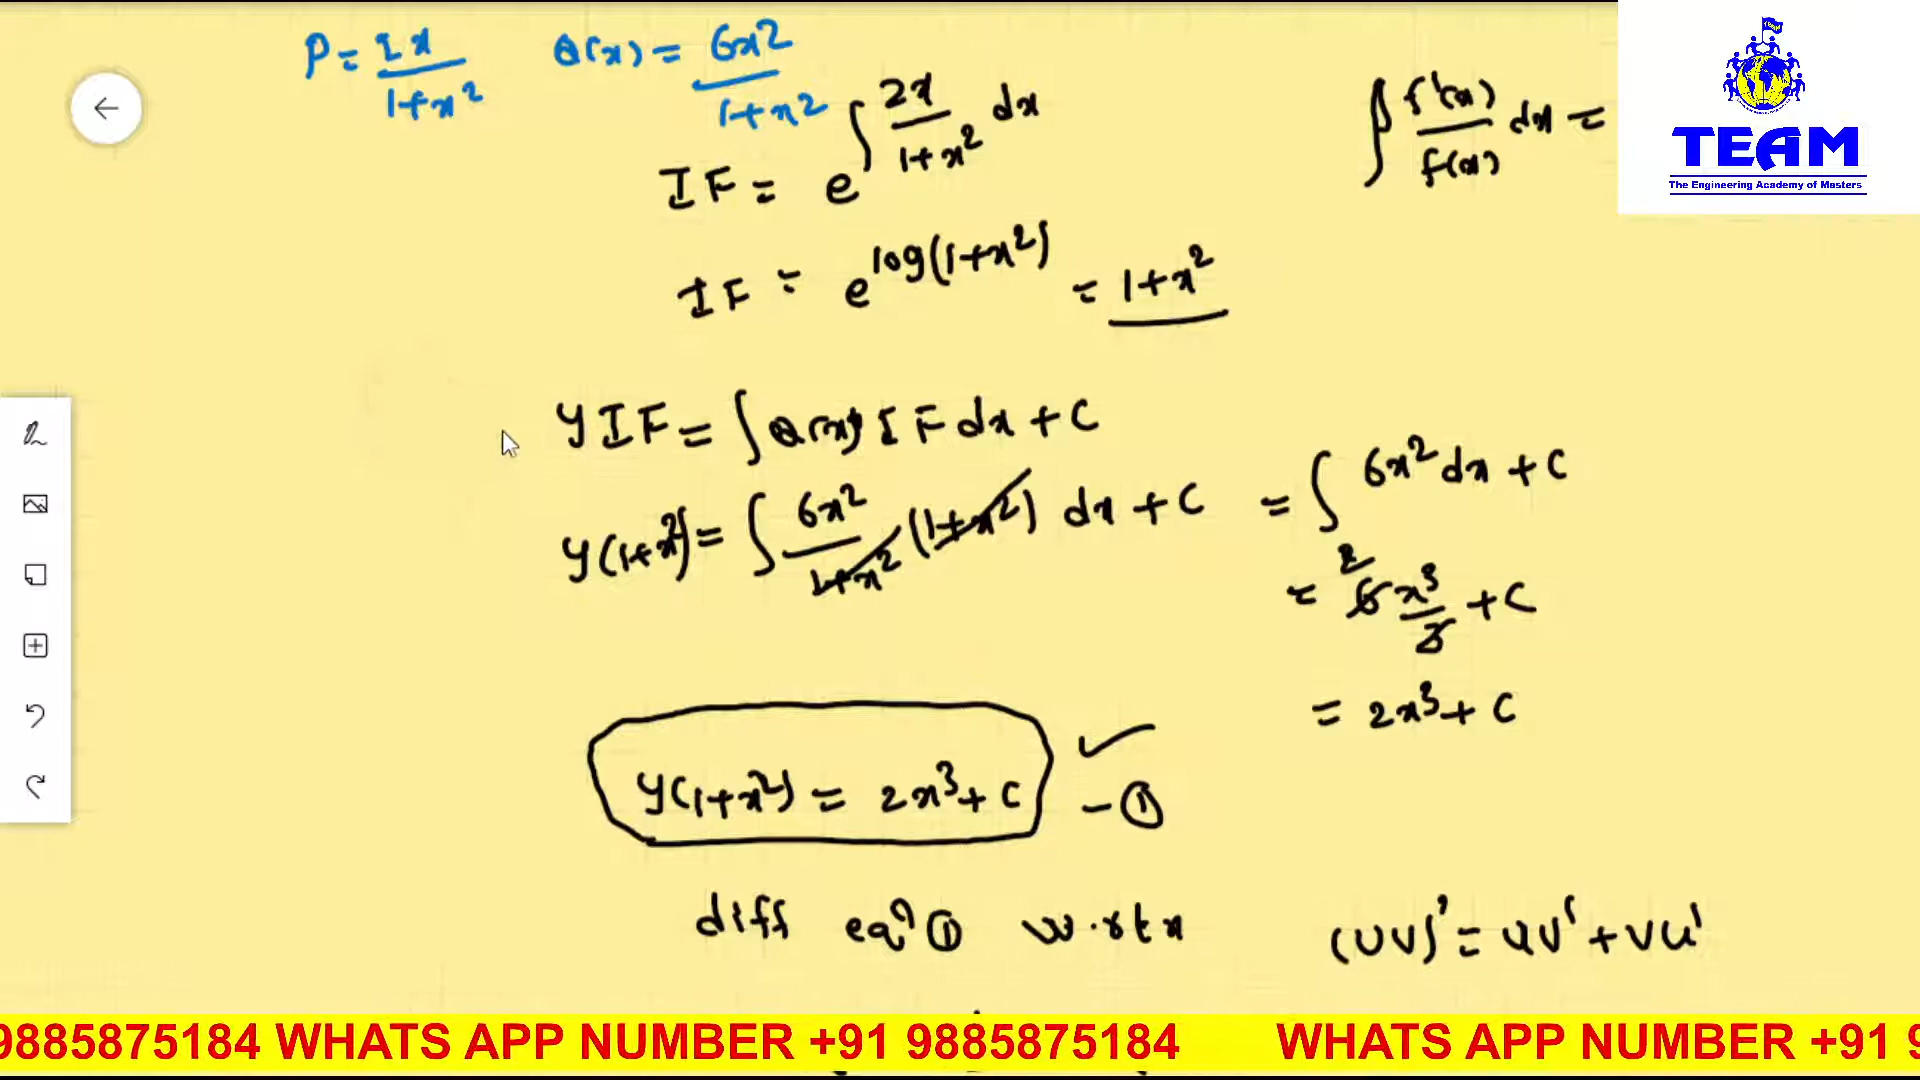 P = 2x/1+x²  Q(x) = 6x²/1+x²
IF = e^∫ 2x/1+x² dx
∫ f'(x)/f(x) dx =
TEAM
The Engineering Academy of Masters
IF = e^log(1+x²) = 1+x²
y IF = ∫ Q(x) IF dx + C
y(1+x²) = ∫ 6x²/1+x² (1+x²) dx + C = ∫ 6x² dx + C
= 2 6 x³/3 + C
= 2x³ + C
y(1+x²) = 2x³ + C - ①
diff eqⁿ ① w.r.t x  (UV)' = UV' + VU'
9885875184 WHATS APP NUMBER +91 9885875184 WHATS APP NUMBER +91 9